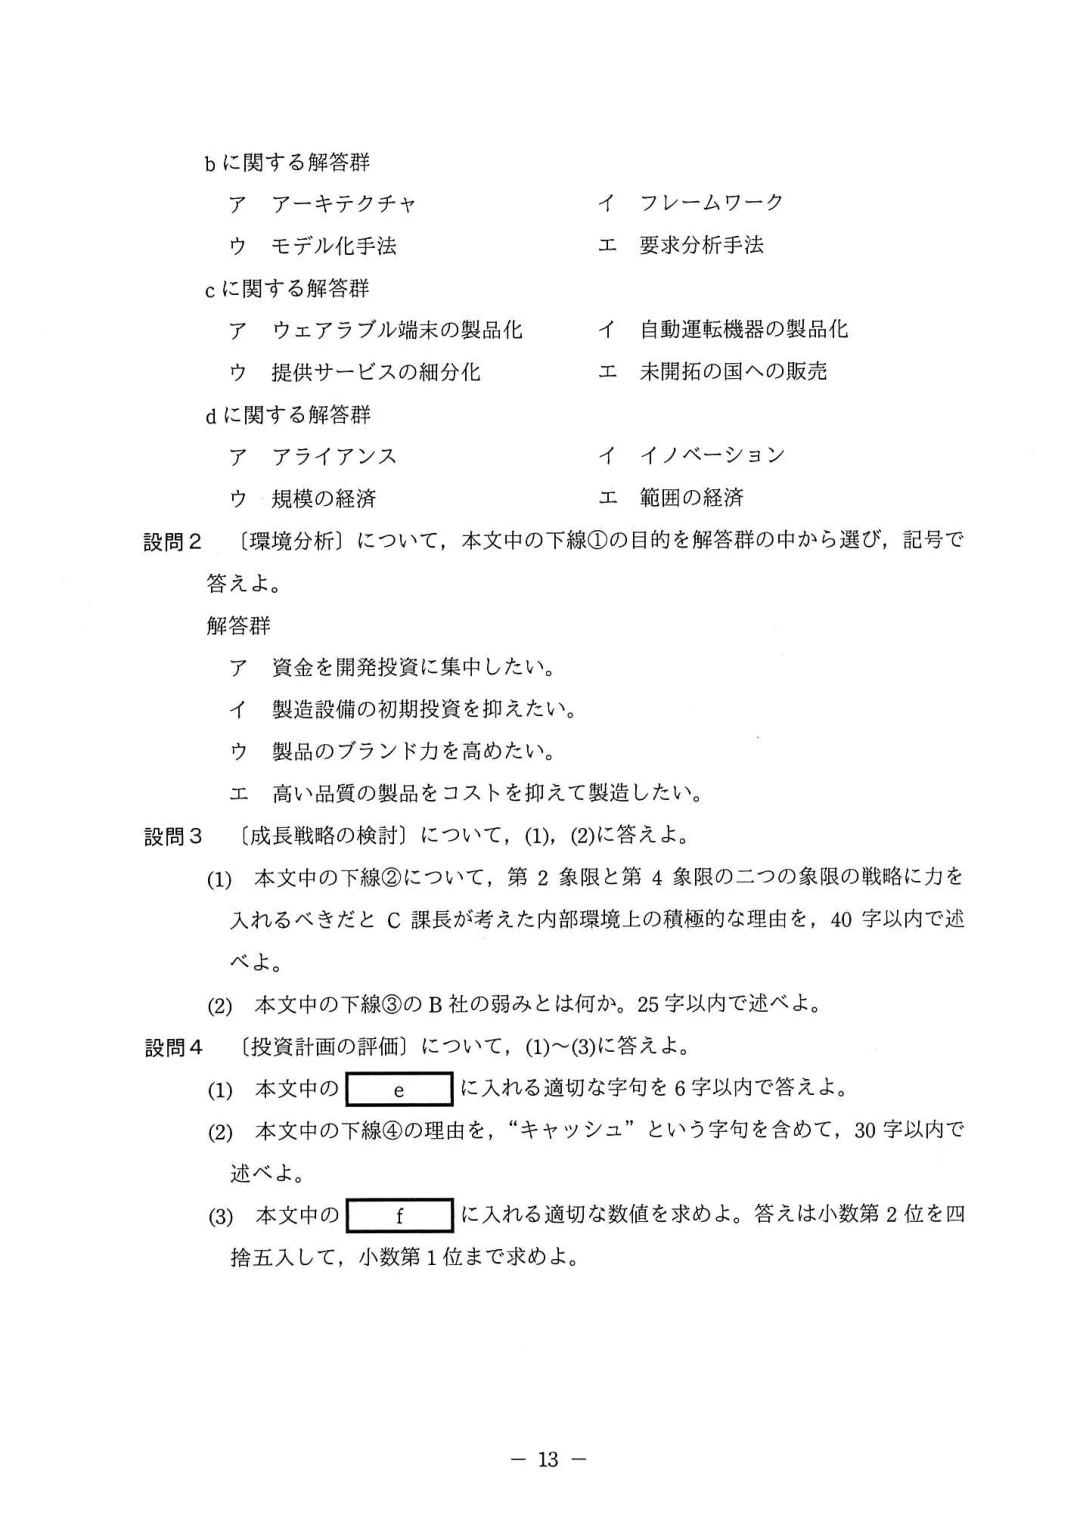 bに関する解答群
ア　アーキテクチャ　イ　フレームワーク
ウ　モデル化手法　エ　要求分析手法
cに関する解答群
ア　ウェアラブル端末の製品化　イ　自動運転機器の製品化
ウ　提供サービスの細分化　エ　未開拓の国への販売
dに関する解答群
ア　アライアンス　イ　イノベーション
ウ　規模の経済　エ　範囲の経済
設問2　〔環境分析〕について，本文中の下線①の目的を解答群の中から選び，記号で
答えよ。
解答群
ア　資金を開発投資に集中したい。
イ　製造設備の初期投資を抑えたい。
ウ　製品のブランド力を高めたい。
エ　高い品質の製品をコストを抑えて製造したい。
設問3　〔成長戦略の検討〕について，(1)，(2)に答えよ。
(1)　本文中の下線②について，第 2 象限と第 4 象限の二つの象限の戦略に力を
入れるべきだと C 課長が考えた内部環境上の積極的な理由を，40 字以内で述
べよ。
(2)　本文中の下線③の B 社の弱みとは何か。25 字以内で述べよ。
設問4　〔投資計画の評価〕について，(1)～(3)に答えよ。
(1)　本文中の e に入れる適切な字句を 6 字以内で答えよ。
(2)　本文中の下線④の理由を，“キャッシュ” という字句を含めて，30 字以内で
述べよ。
(3)　本文中の f に入れる適切な数値を求めよ。答えは小数第 2 位を四
捨五入して，小数第 1 位まで求めよ。
－ 13 －